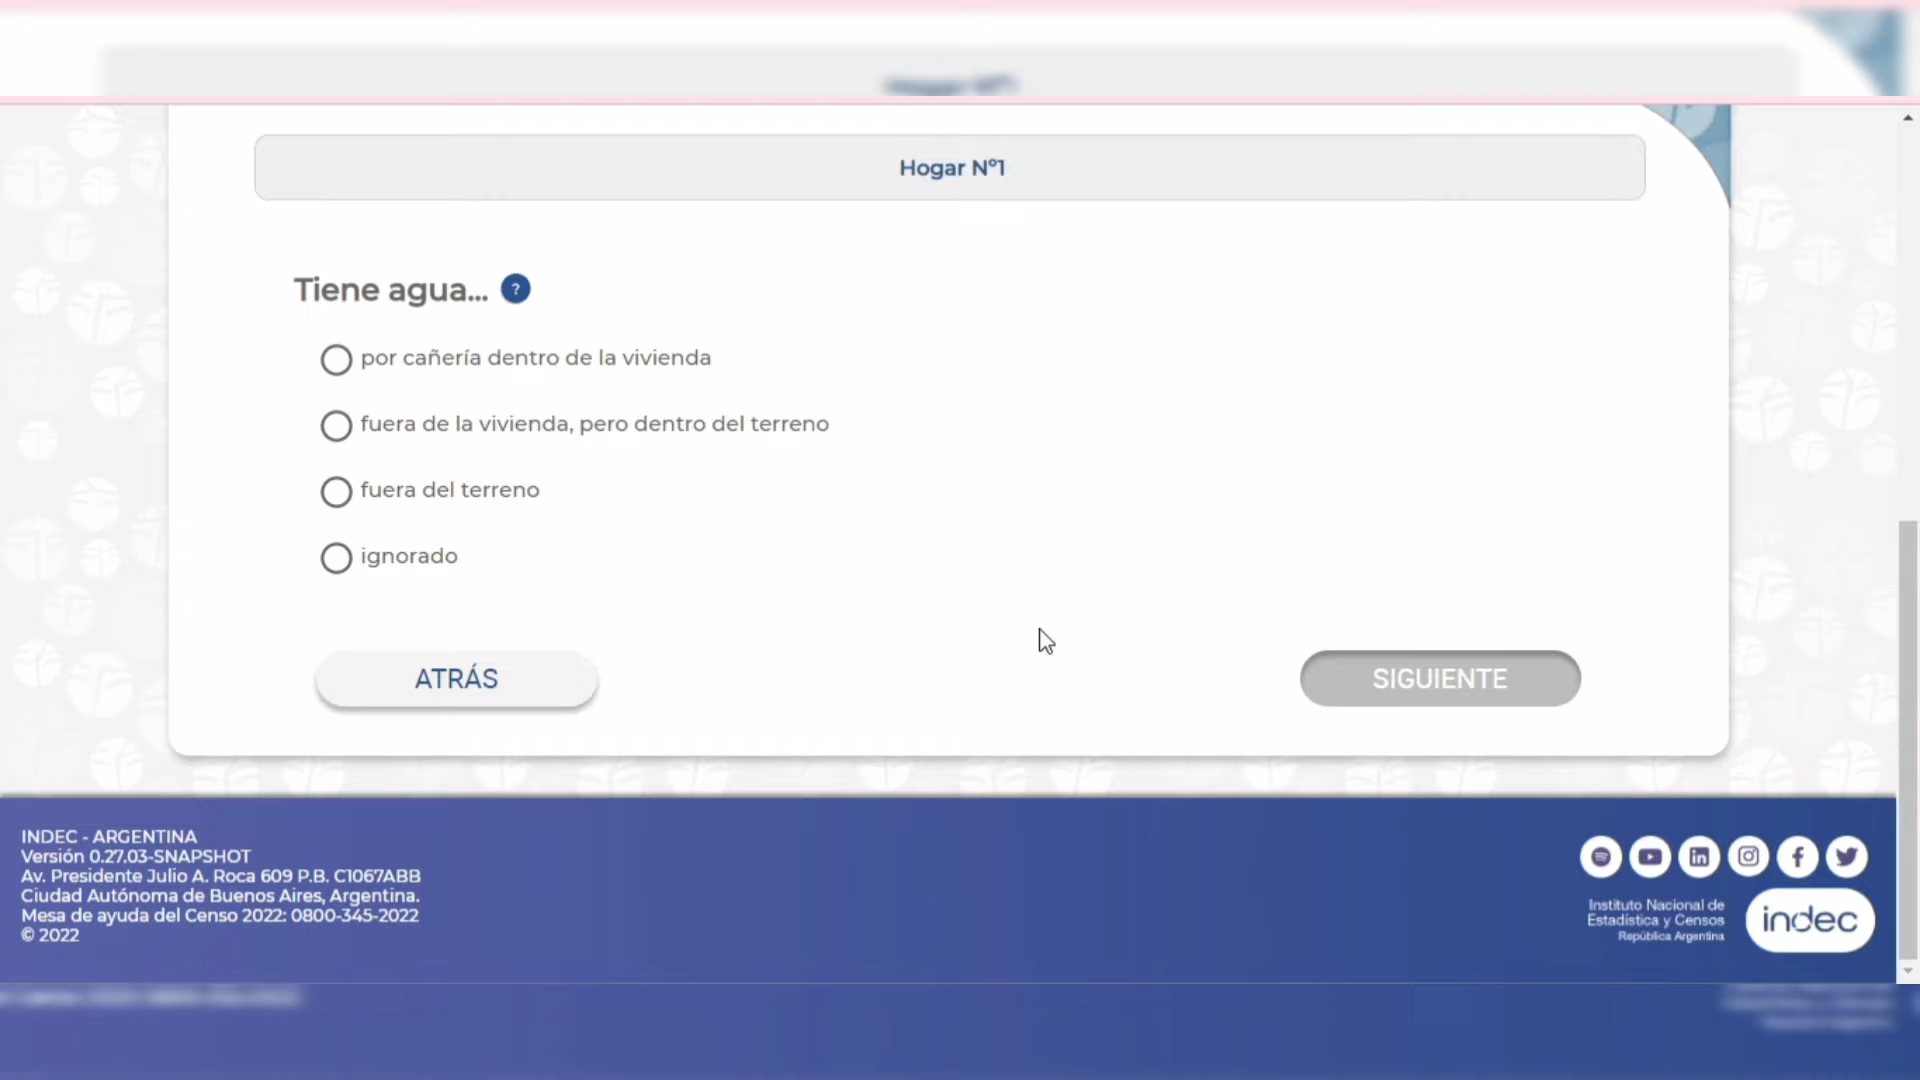 Hogar Nº1
Tiene agua... ?
por cañería dentro de la vivienda
fuera de la vivienda, pero dentro del terreno
fuera del terreno
ignorado
ATRÁS
SIGUIENTE
INDEC - ARGENTINA
Versión 0.27.03-SNAPSHOT
Av. Presidente Julio A. Roca 609 P.B. C1067ABB
Ciudad Autónoma de Buenos Aires, Argentina.
Mesa de ayuda del Censo 2022: 0800-345-2022
© 2022
Instituto Nacional de
Estadística y Censos
República Argentina
indec